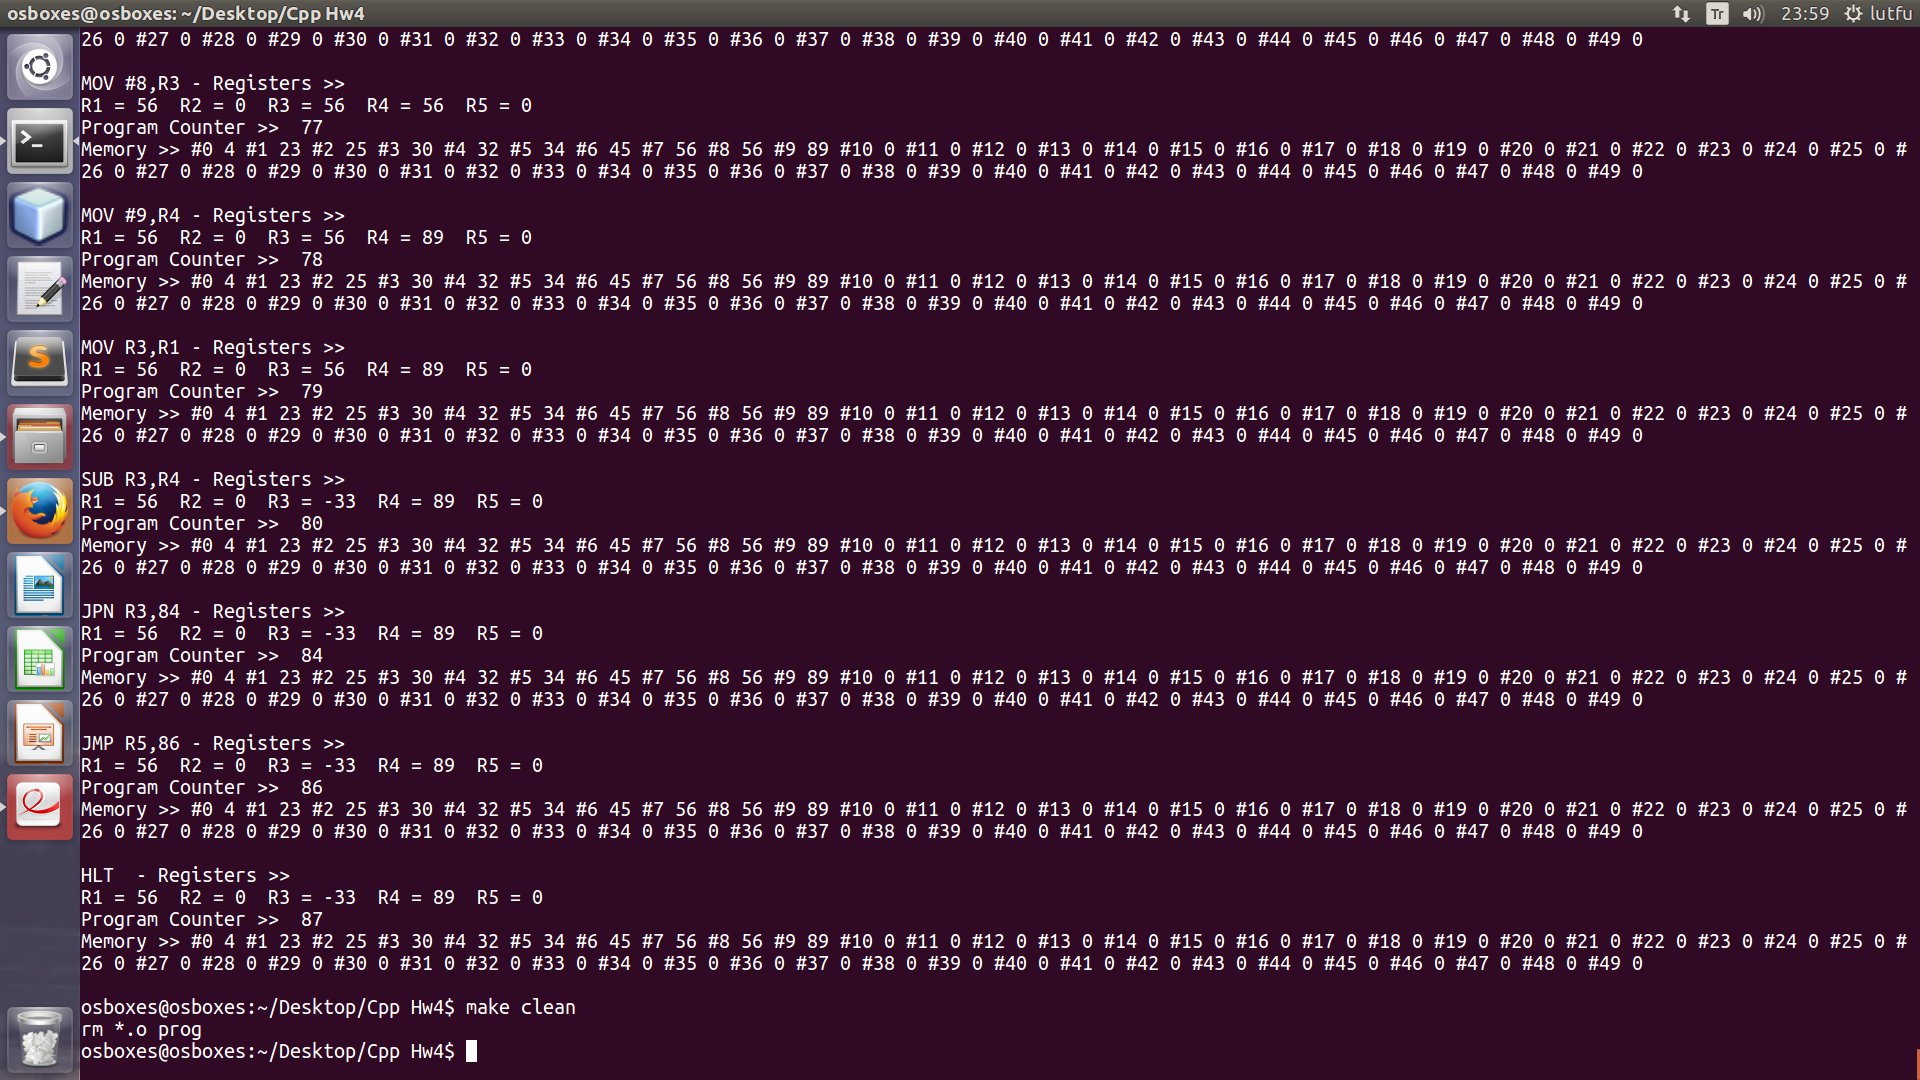 osboxes@osboxes: ~/Desktop/Cpp Hw4
Tr
23:59
lutfu
26 0 #27 0 #28 0 #29 0 #30 0 #31 0 #32 0 #33 0 #34 0 #35 0 #36 0 #37 0 #38 0 #39 0 #40 0 #41 0 #42 0 #43 0 #44 0 #45 0 #46 0 #47 0 #48 0 #49 0
MOV #8,R3 - Registers >>
R1 = 56  R2 = 0  R3 = 56  R4 = 56  R5 = 0
Program Counter >>  77
Memory >> #0 4 #1 23 #2 25 #3 30 #4 32 #5 34 #6 45 #7 56 #8 56 #9 89 #10 0 #11 0 #12 0 #13 0 #14 0 #15 0 #16 0 #17 0 #18 0 #19 0 #20 0 #21 0 #22 0 #23 0 #24 0 #25 0 #
26 0 #27 0 #28 0 #29 0 #30 0 #31 0 #32 0 #33 0 #34 0 #35 0 #36 0 #37 0 #38 0 #39 0 #40 0 #41 0 #42 0 #43 0 #44 0 #45 0 #46 0 #47 0 #48 0 #49 0
MOV #9,R4 - Registers >>
R1 = 56  R2 = 0  R3 = 56  R4 = 89  R5 = 0
Program Counter >>  78
Memory >> #0 4 #1 23 #2 25 #3 30 #4 32 #5 34 #6 45 #7 56 #8 56 #9 89 #10 0 #11 0 #12 0 #13 0 #14 0 #15 0 #16 0 #17 0 #18 0 #19 0 #20 0 #21 0 #22 0 #23 0 #24 0 #25 0 #
26 0 #27 0 #28 0 #29 0 #30 0 #31 0 #32 0 #33 0 #34 0 #35 0 #36 0 #37 0 #38 0 #39 0 #40 0 #41 0 #42 0 #43 0 #44 0 #45 0 #46 0 #47 0 #48 0 #49 0
MOV R3,R1 - Registers >>
R1 = 56  R2 = 0  R3 = 56  R4 = 89  R5 = 0
Program Counter >>  79
Memory >> #0 4 #1 23 #2 25 #3 30 #4 32 #5 34 #6 45 #7 56 #8 56 #9 89 #10 0 #11 0 #12 0 #13 0 #14 0 #15 0 #16 0 #17 0 #18 0 #19 0 #20 0 #21 0 #22 0 #23 0 #24 0 #25 0 #
26 0 #27 0 #28 0 #29 0 #30 0 #31 0 #32 0 #33 0 #34 0 #35 0 #36 0 #37 0 #38 0 #39 0 #40 0 #41 0 #42 0 #43 0 #44 0 #45 0 #46 0 #47 0 #48 0 #49 0
SUB R3,R4 - Registers >>
R1 = 56  R2 = 0  R3 = -33  R4 = 89  R5 = 0
Program Counter >>  80
Memory >> #0 4 #1 23 #2 25 #3 30 #4 32 #5 34 #6 45 #7 56 #8 56 #9 89 #10 0 #11 0 #12 0 #13 0 #14 0 #15 0 #16 0 #17 0 #18 0 #19 0 #20 0 #21 0 #22 0 #23 0 #24 0 #25 0 #
26 0 #27 0 #28 0 #29 0 #30 0 #31 0 #32 0 #33 0 #34 0 #35 0 #36 0 #37 0 #38 0 #39 0 #40 0 #41 0 #42 0 #43 0 #44 0 #45 0 #46 0 #47 0 #48 0 #49 0
JPN R3,84 - Registers >>
R1 = 56  R2 = 0  R3 = -33  R4 = 89  R5 = 0
Program Counter >>  84
Memory >> #0 4 #1 23 #2 25 #3 30 #4 32 #5 34 #6 45 #7 56 #8 56 #9 89 #10 0 #11 0 #12 0 #13 0 #14 0 #15 0 #16 0 #17 0 #18 0 #19 0 #20 0 #21 0 #22 0 #23 0 #24 0 #25 0 #
26 0 #27 0 #28 0 #29 0 #30 0 #31 0 #32 0 #33 0 #34 0 #35 0 #36 0 #37 0 #38 0 #39 0 #40 0 #41 0 #42 0 #43 0 #44 0 #45 0 #46 0 #47 0 #48 0 #49 0
JMP R5,86 - Registers >>
R1 = 56  R2 = 0  R3 = -33  R4 = 89  R5 = 0
Program Counter >>  86
Memory >> #0 4 #1 23 #2 25 #3 30 #4 32 #5 34 #6 45 #7 56 #8 56 #9 89 #10 0 #11 0 #12 0 #13 0 #14 0 #15 0 #16 0 #17 0 #18 0 #19 0 #20 0 #21 0 #22 0 #23 0 #24 0 #25 0 #
26 0 #27 0 #28 0 #29 0 #30 0 #31 0 #32 0 #33 0 #34 0 #35 0 #36 0 #37 0 #38 0 #39 0 #40 0 #41 0 #42 0 #43 0 #44 0 #45 0 #46 0 #47 0 #48 0 #49 0
HLT  - Registers >>
R1 = 56  R2 = 0  R3 = -33  R4 = 89  R5 = 0
Program Counter >>  87
Memory >> #0 4 #1 23 #2 25 #3 30 #4 32 #5 34 #6 45 #7 56 #8 56 #9 89 #10 0 #11 0 #12 0 #13 0 #14 0 #15 0 #16 0 #17 0 #18 0 #19 0 #20 0 #21 0 #22 0 #23 0 #24 0 #25 0 #
26 0 #27 0 #28 0 #29 0 #30 0 #31 0 #32 0 #33 0 #34 0 #35 0 #36 0 #37 0 #38 0 #39 0 #40 0 #41 0 #42 0 #43 0 #44 0 #45 0 #46 0 #47 0 #48 0 #49 0
osboxes@osboxes:~/Desktop/Cpp Hw4$ make clean
rm *.o prog
osboxes@osboxes:~/Desktop/Cpp Hw4$